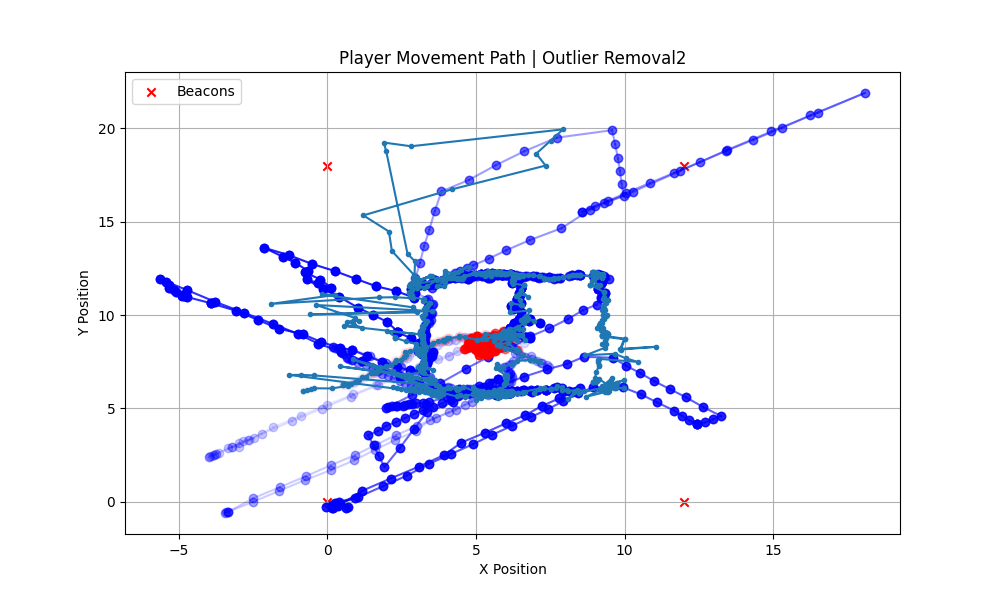 Player Movement Path | Outlier Removal2
Beacons
20
15
10
5
0
Y Position
−5
0
5
10
15
X Position